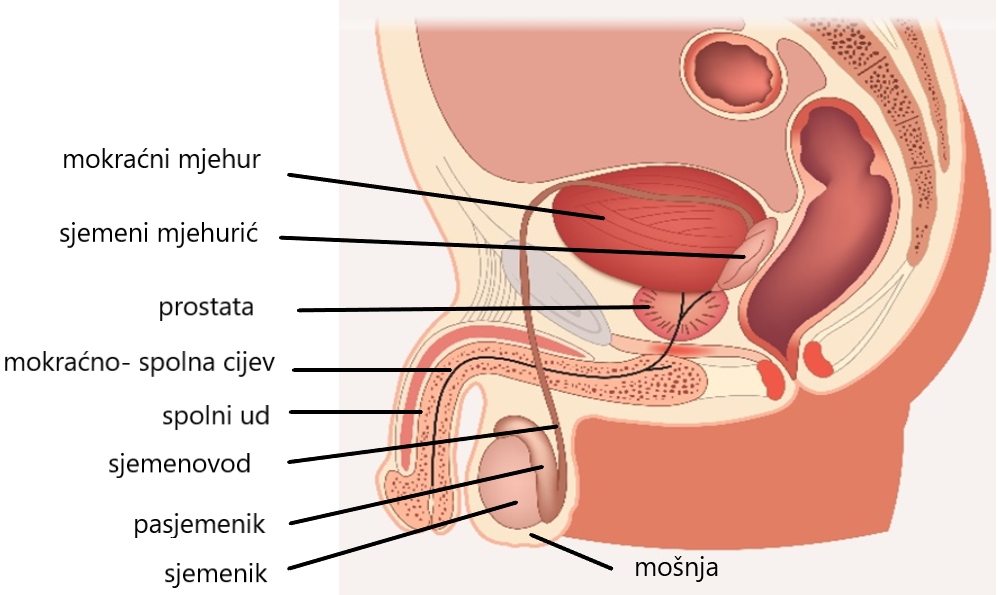 mokraćni mjehur
sjemeni mjehurić
prostata
mokraćno- spolna cijev
spolni ud
sjemenovod
pasjemenik
sjemenik
mošnja